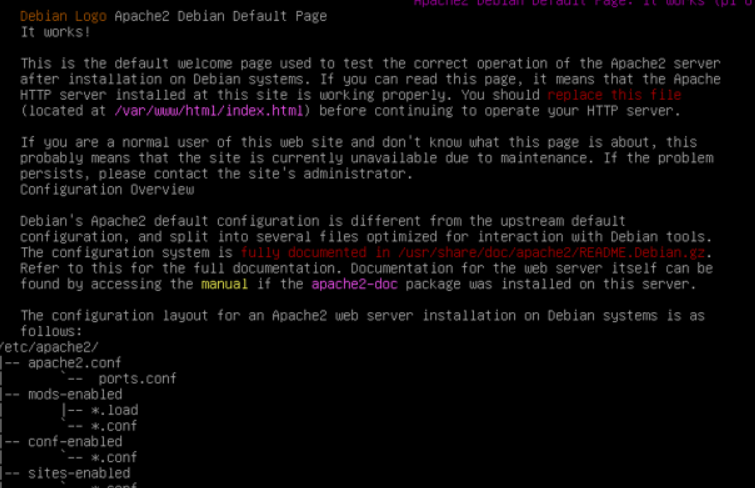 Apache2 Debian Default Page: It works (p1 o
Debian Logo Apache2 Debian Default Page
It works!
This is the default welcome page used to test the correct operation of the Apache2 server
after installation on Debian systems. If you can read this page, it means that the Apache
HTTP server installed at this site is working properly. You should replace this file
(located at /var/www/html/index.html) before continuing to operate your HTTP server.
If you are a normal user of this web site and don't know what this page is about, this
probably means that the site is currently unavailable due to maintenance. If the problem
persists, please contact the site's administrator.
Configuration Overview
Debian's Apache2 default configuration is different from the upstream default
configuration, and split into several files optimized for interaction with Debian tools.
The configuration system is fully documented in /usr/share/doc/apache2/README.Debian.gz.
Refer to this for the full documentation. Documentation for the web server itself can be
found by accessing the manual if the apache2-doc package was installed on this server.
The configuration layout for an Apache2 web server installation on Debian systems is as
follows:
/etc/apache2/
|-- apache2.conf
|       `--  ports.conf
|-- mods-enabled
|       |-- *.load
|       `-- *.conf
|-- conf-enabled
|       `-- *.conf
|-- sites-enabled
|       `-- *.conf